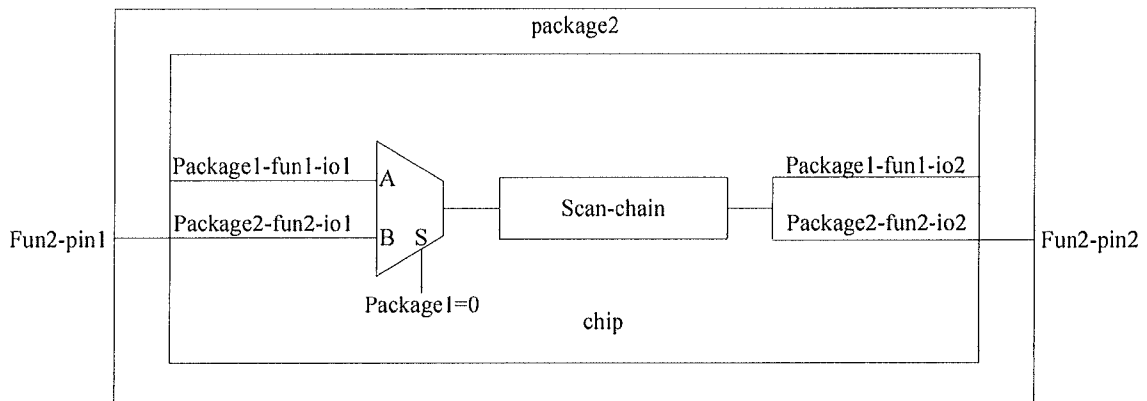 package2
Package1-fun1-io1
Package1-fun1-io2
A
Scan-chain
Package2-fun2-io1
Package2-fun2-io2
Fun2-pin1
B S
Fun2-pin2
Package1=0
chip